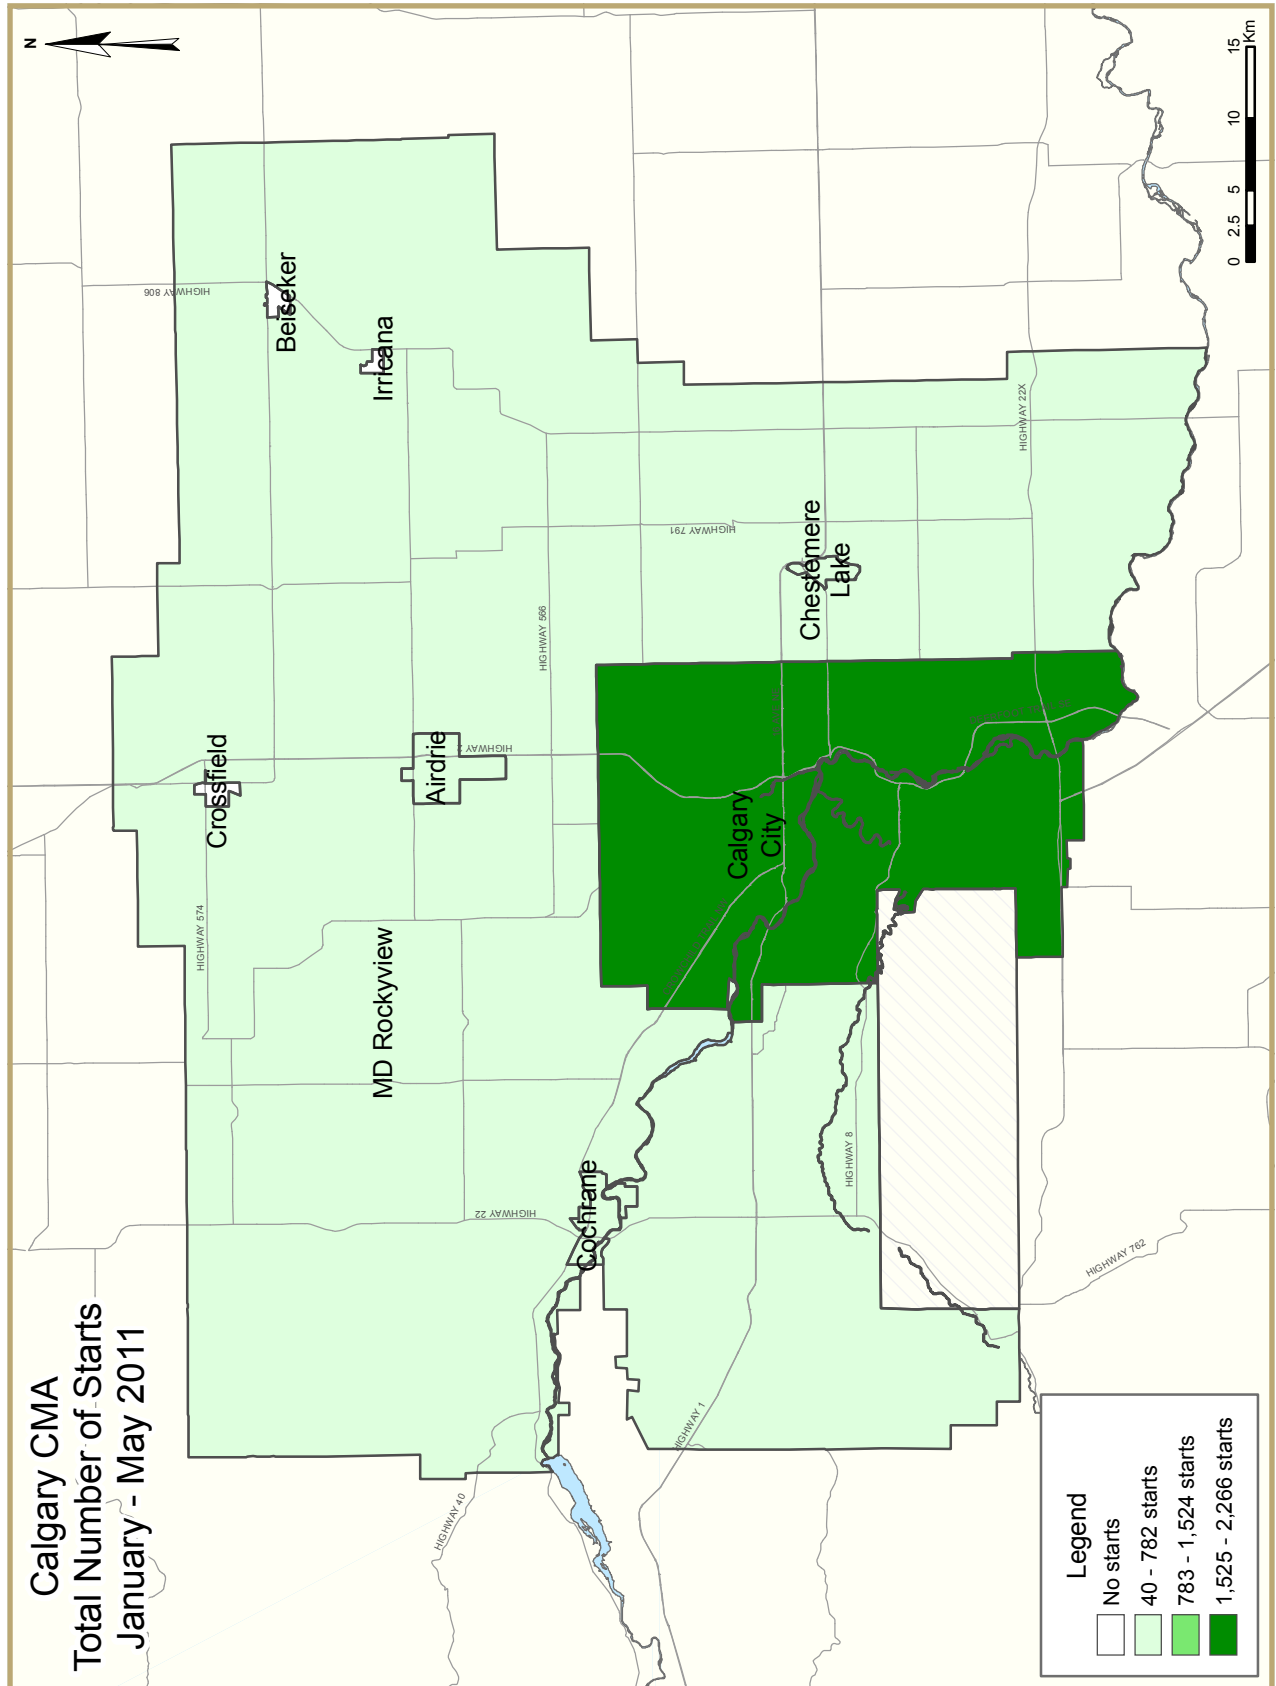 Calgary CMA
Total Number of Starts
January - May 2011
N
HIGHWAY 806
Beiseker
Irricana
HIGHWAY 574
Crossfield
Airdrie
HIGHWAY 2
HIGHWAY 566
MD Rockyview
HIGHWAY 22
Cochrane
HIGHWAY 40
HIGHWAY 1
HIGHWAY 791
Chestemere
Lake
Calgary
City
HIGHWAY 8
HIGHWAY 22X
HIGHWAY 762
Legend
No starts
40 - 782 starts
783 - 1,524 starts
1,525 - 2,266 starts
0 2.5 5 10 15
Km